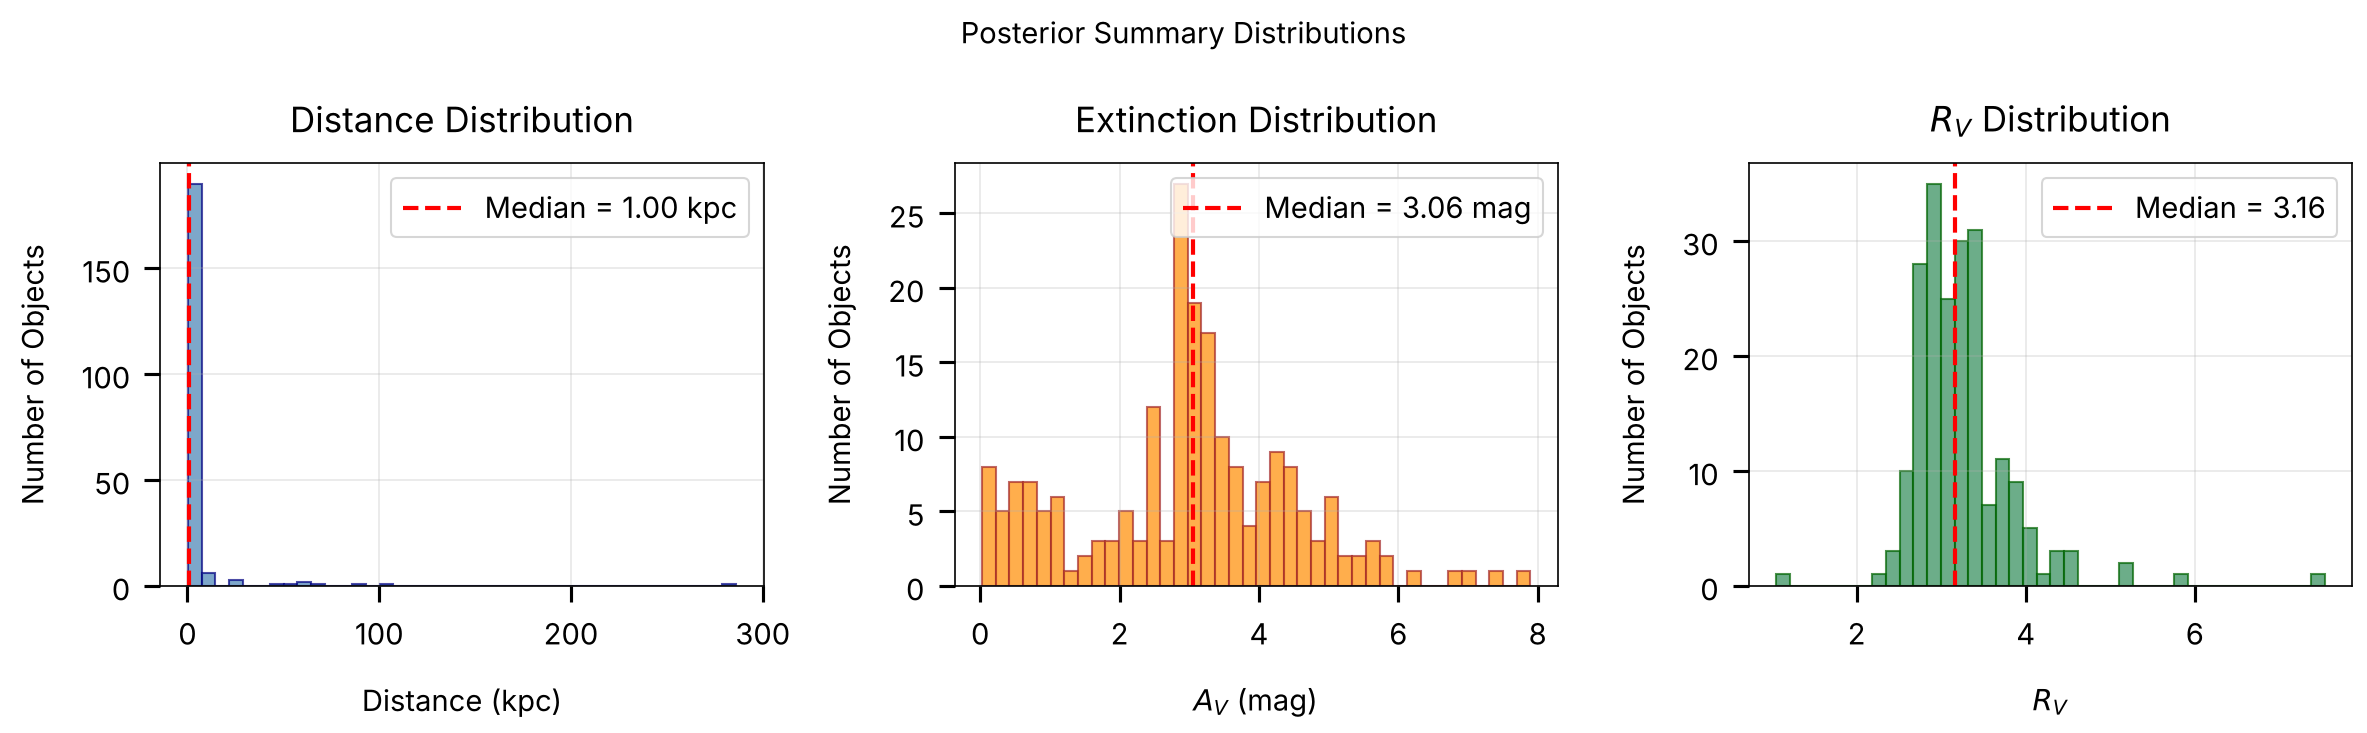 Posterior Summary Distributions
Distance Distribution
Number of Objects
150
100
50
0
Median = 1.00 kpc
0 100 200 300
Distance (kpc)
Extinction Distribution
Number of Objects
25
20
15
10
5
0
Median = 3.06 mag
0 2 4 6 8
A_V (mag)
R_V Distribution
Number of Objects
30
20
10
0
Median = 3.16
2 4 6
R_V